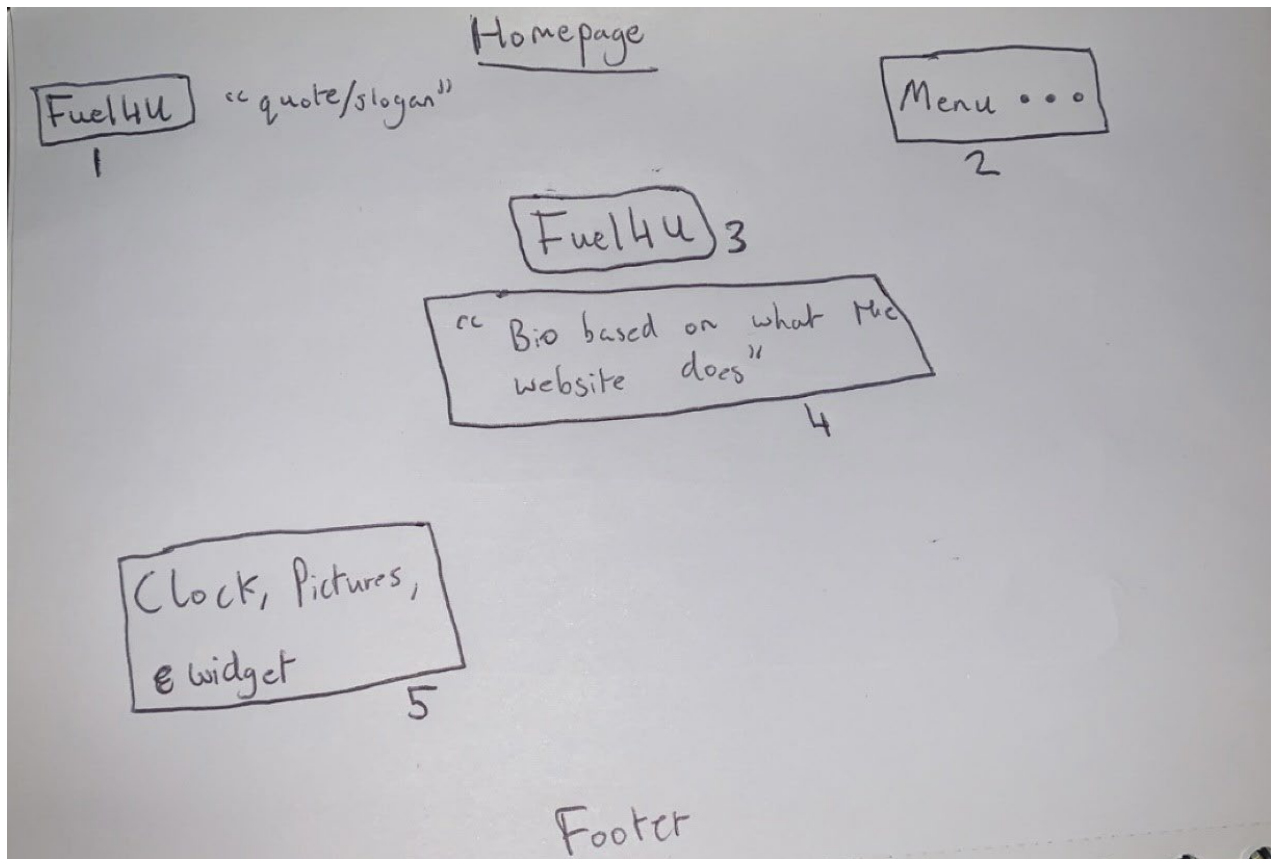 Homepage
Fuel4U
"quote/slogan"
Menu •••
1
2
Fuel4U
3
"Bio based on what the
website does"
4
Clock, Pictures,
& widget
5
Footer